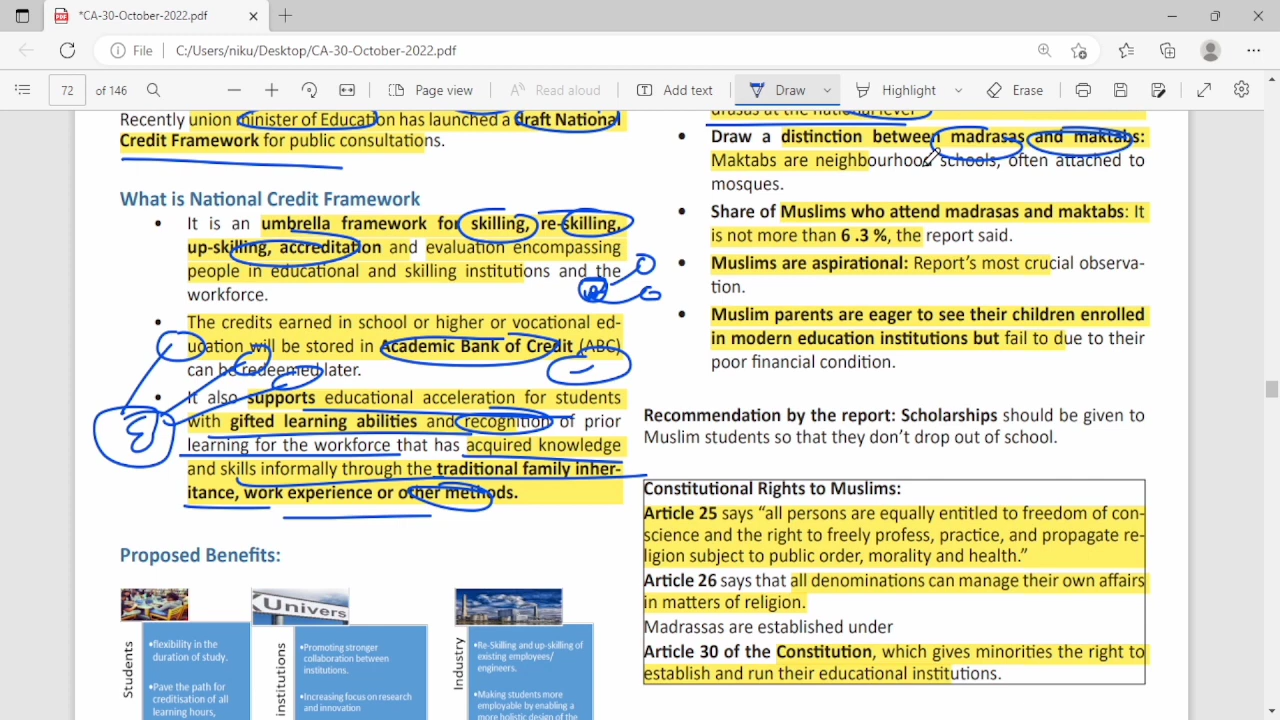 *CA-30-October-2022.pdf
File
C:/Users/niku/Desktop/CA-30-October-2022.pdf
72 of 146
Page view
Read aloud
Add text
Draw
Highlight
Erase
Recently union minister of Education has launched a draft National
Credit Framework for public consultations.
What is National Credit Framework
• It is an umbrella framework for skilling, re-skilling,
up-skilling, accreditation and evaluation encompassing
people in educational and skilling institutions and the
workforce.
• The credits earned in school or higher or vocational ed-
ucation will be stored in Academic Bank of Credit (ABC)
can be redeemed later.
• It also supports educational acceleration for students
with gifted learning abilities and recognition of prior
learning for the workforce that has acquired knowledge
and skills informally through the traditional family inher-
itance, work experience or other methods.
Proposed Benefits:
Students
•flexibility in the
duration of study.
•Pave the path for
creditisation of all
learning hours,
Univers
institutions
•Promoting stronger
collaboration between
institutions.
•Increasing focus on research
and innovation
Industry
•Re-Skilling and up-skilling of
existing employees/
engineers.
•Making students more
employable by enabling a
more holistic design of the
drasas at the national level
• Draw a distinction between madrasas and maktabs:
Maktabs are neighbourhood schools, often attached to
mosques.
• Share of Muslims who attend madrasas and maktabs: It
is not more than 6 .3 %, the report said.
• Muslims are aspirational: Report's most crucial observa-
tion.
• Muslim parents are eager to see their children enrolled
in modern education institutions but fail to due to their
poor financial condition.
Recommendation by the report: Scholarships should be given to
Muslim students so that they don't drop out of school.
Constitutional Rights to Muslims:
Article 25 says “all persons are equally entitled to freedom of con-
science and the right to freely profess, practice, and propagate re-
ligion subject to public order, morality and health.”
Article 26 says that all denominations can manage their own affairs
in matters of religion.
Madrassas are established under
Article 30 of the Constitution, which gives minorities the right to
establish and run their educational institutions.